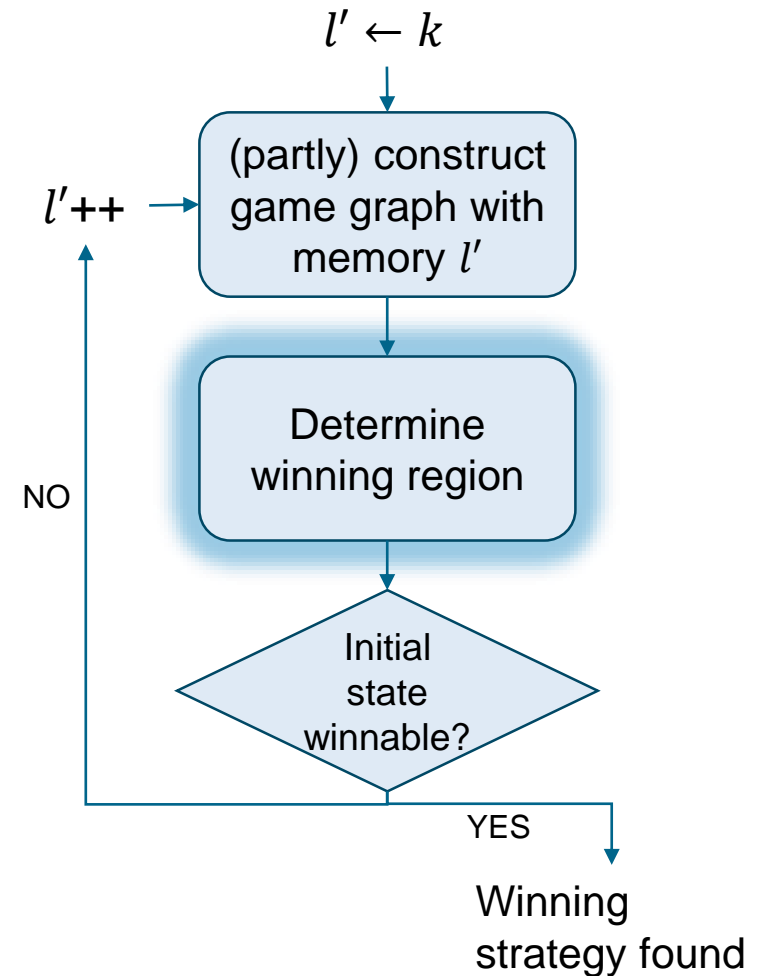 l′ ← k
(partly) construct
game graph with
memory l′
l′++
Determine
winning region
NO
Initial
state
winnable?
YES
Winning
strategy found